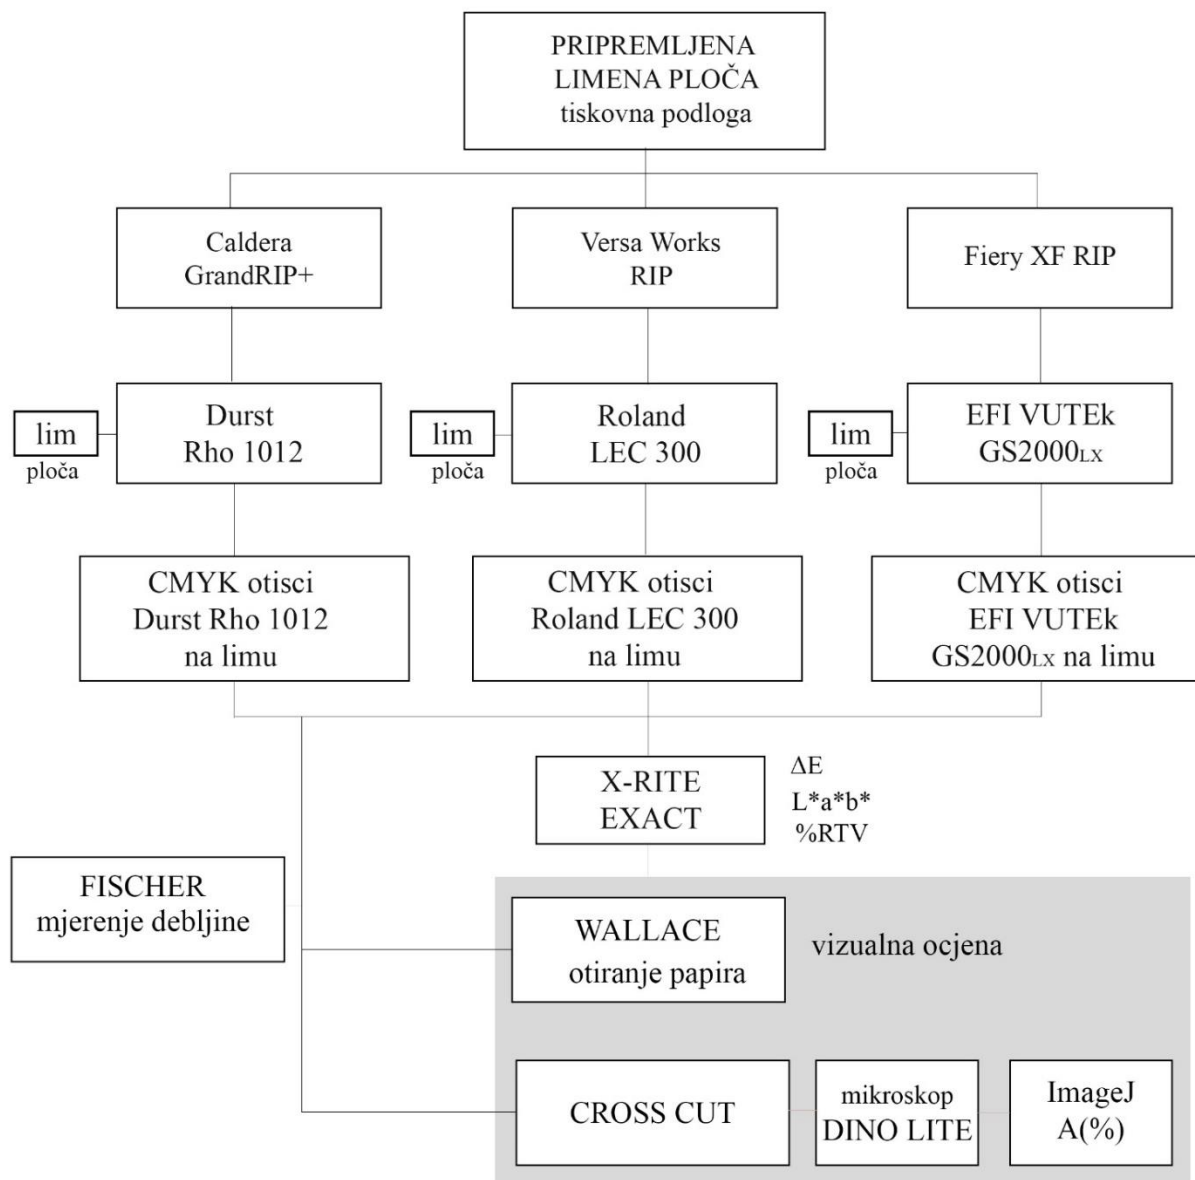 PRIPREMLJENA
LIMENA PLOČA
tiskovna podloga
Caldera
GrandRIP+
Versa Works
RIP
Fiery XF RIP
lim
ploča
Durst
Rho 1012
lim
ploča
Roland
LEC 300
lim
ploča
EFI VUTEk
GS2000LX
CMYK otisci
Durst Rho 1012
na limu
CMYK otisci
Roland LEC 300
na limu
CMYK otisci
EFI VUTEk
GS2000LX na limu
X-RITE
EXACT
ΔE
L*a*b*
%RTV
FISCHER
mjerenje debljine
WALLACE
otiranje papira
vizualna ocjena
CROSS CUT
mikroskop
DINO LITE
ImageJ
A(%)